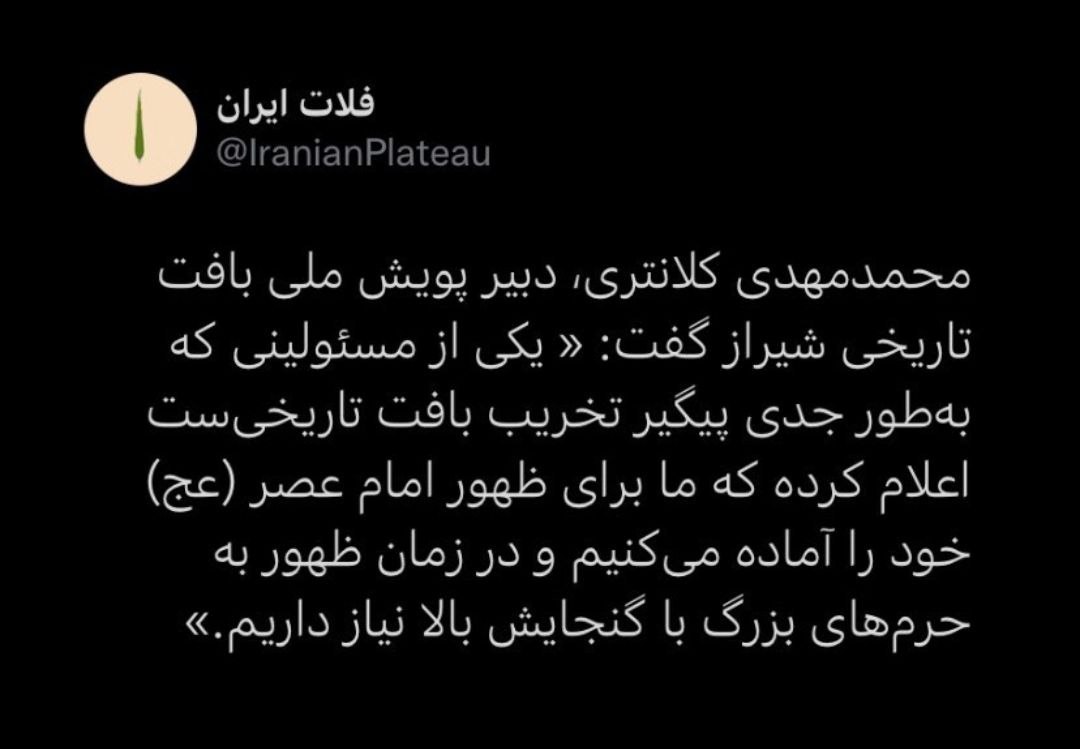 فلات ایران
@IranianPlateau
محمدمهدی کلانتری، دبیر پویش ملی بافت
تاریخی شیراز گفت: « یکی از مسئولینی که
به‌طور جدی پیگیر تخریب بافت تاریخی‌ست
اعلام کرده که ما برای ظهور امام عصر (عج)
خود را آماده می‌کنیم و در زمان ظهور به
حرم‌های بزرگ با گنجایش بالا نیاز داریم.»